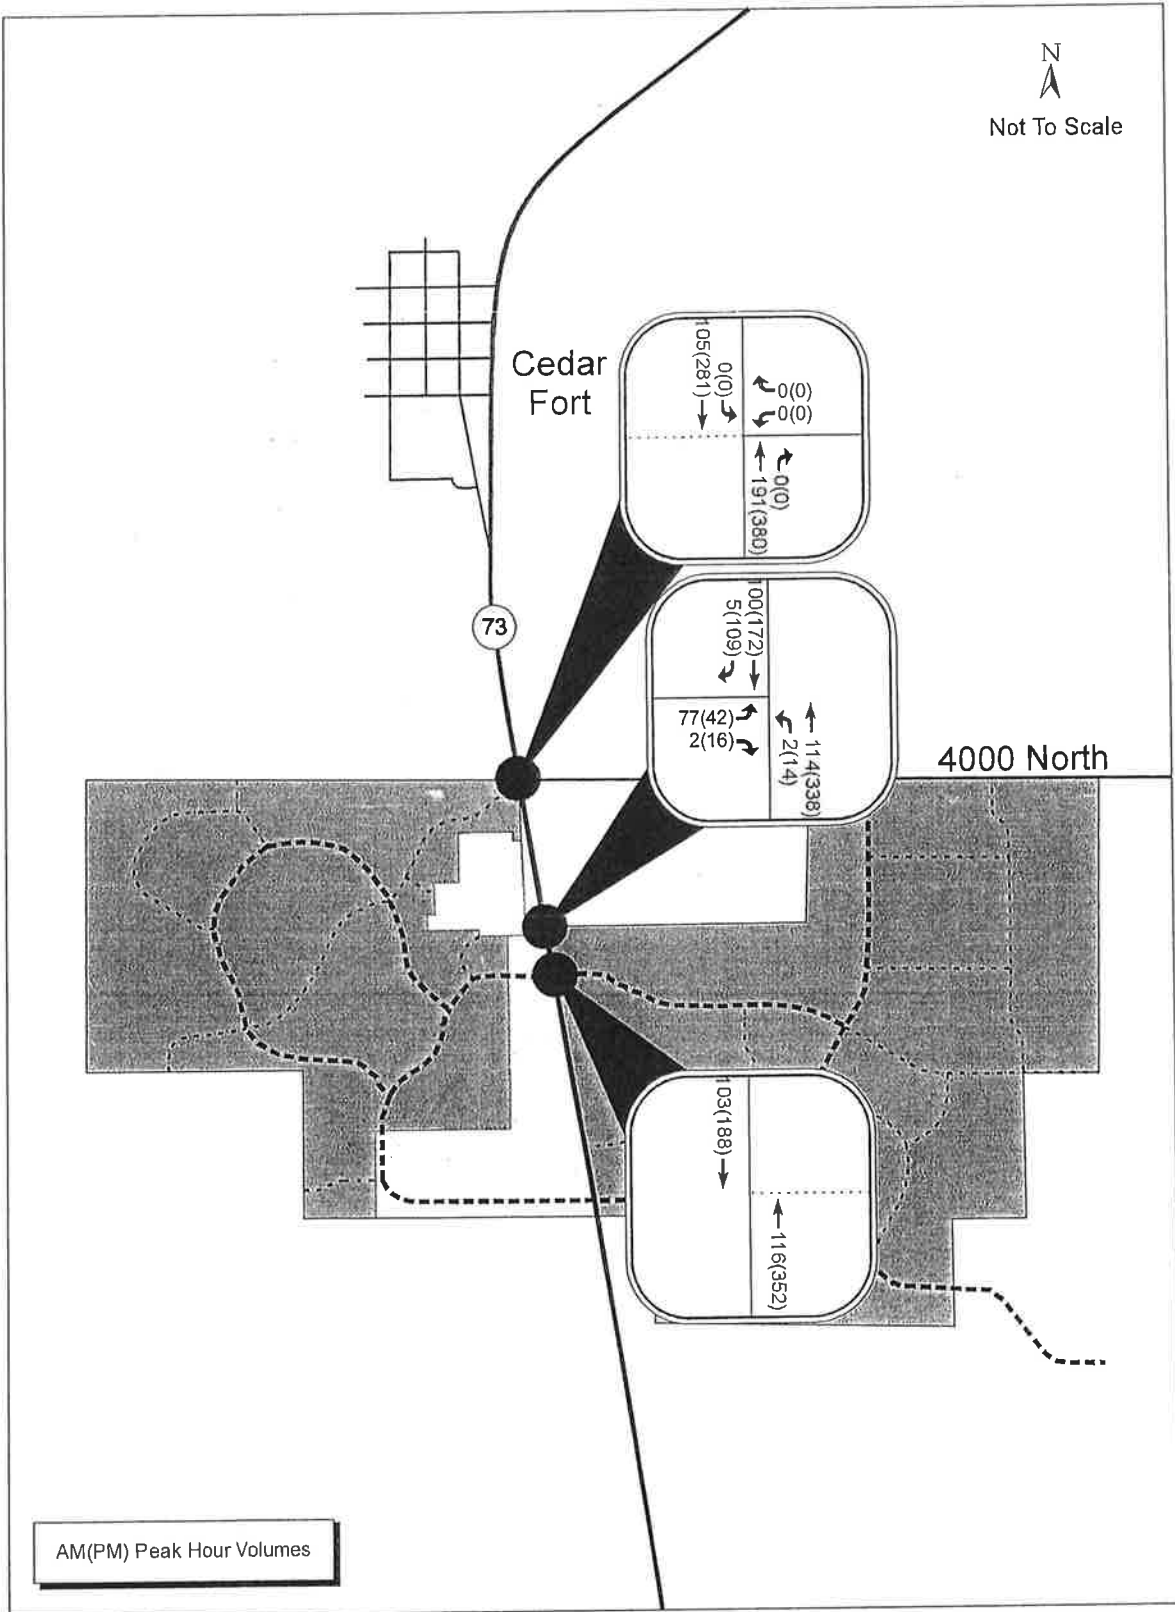 N
Not To Scale
Cedar
Fort
105(281)
0(0)
0(0)
0(0)
0(0)
191(380)
73
100(172)
5(109)
77(42)
2(16)
114(338)
2(14)
4000 North
103(188)
116(352)
AM(PM) Peak Hour Volumes